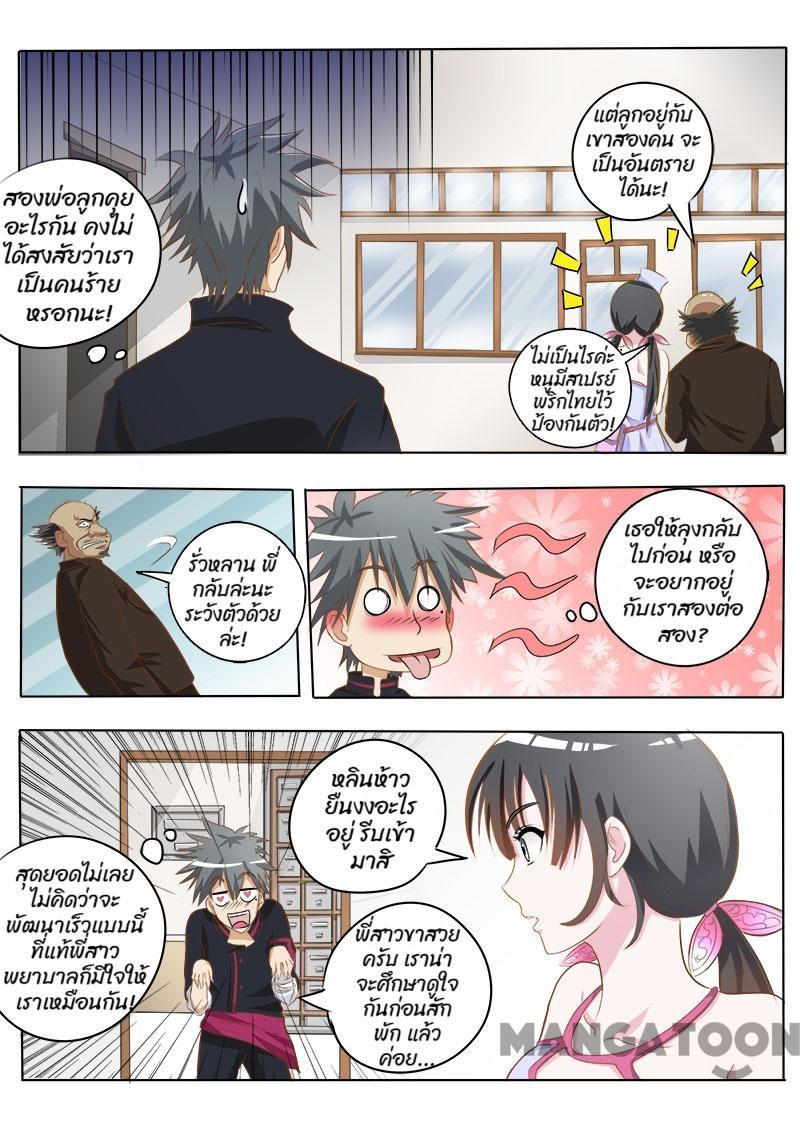 แต่ลูกอยู่กับ
เขาสองคน จะ
เป็นอันตราย
ได้นะ!
สองพ่อลูกคุย
อะไรกัน คงไม่
ได้สงสัยว่าเรา
เป็นคนร้าย
หรอกนะ!
ไม่เป็นไรค่ะ
หนูมีสเปรย์
พริกไทยไว้
ป้องกันตัว!
รั่วหลาน พี่
กลับล่ะนะ
ระวังตัวด้วย
ล่ะ!
เธอให้ลุงกลับ
ไปก่อน หรือ
จะอยากอยู่
กับเราสองต่อ
สอง?
หลินห้าว
ยืนงงอะไร
อยู่ รีบเข้า
มาสิ
สุดยอดไม่เลย
ไม่คิดว่าจะ
พัฒนาเร็วแบบนี้
ที่แท้พี่สาว
พยาบาลก็มีใจให้
เราเหมือนกัน!
พี่สาวขาสวย
ครับ เราน่า
จะศึกษาดูใจ
กันก่อนสัก
พัก แล้ว
ค่อย...
MANGATOON